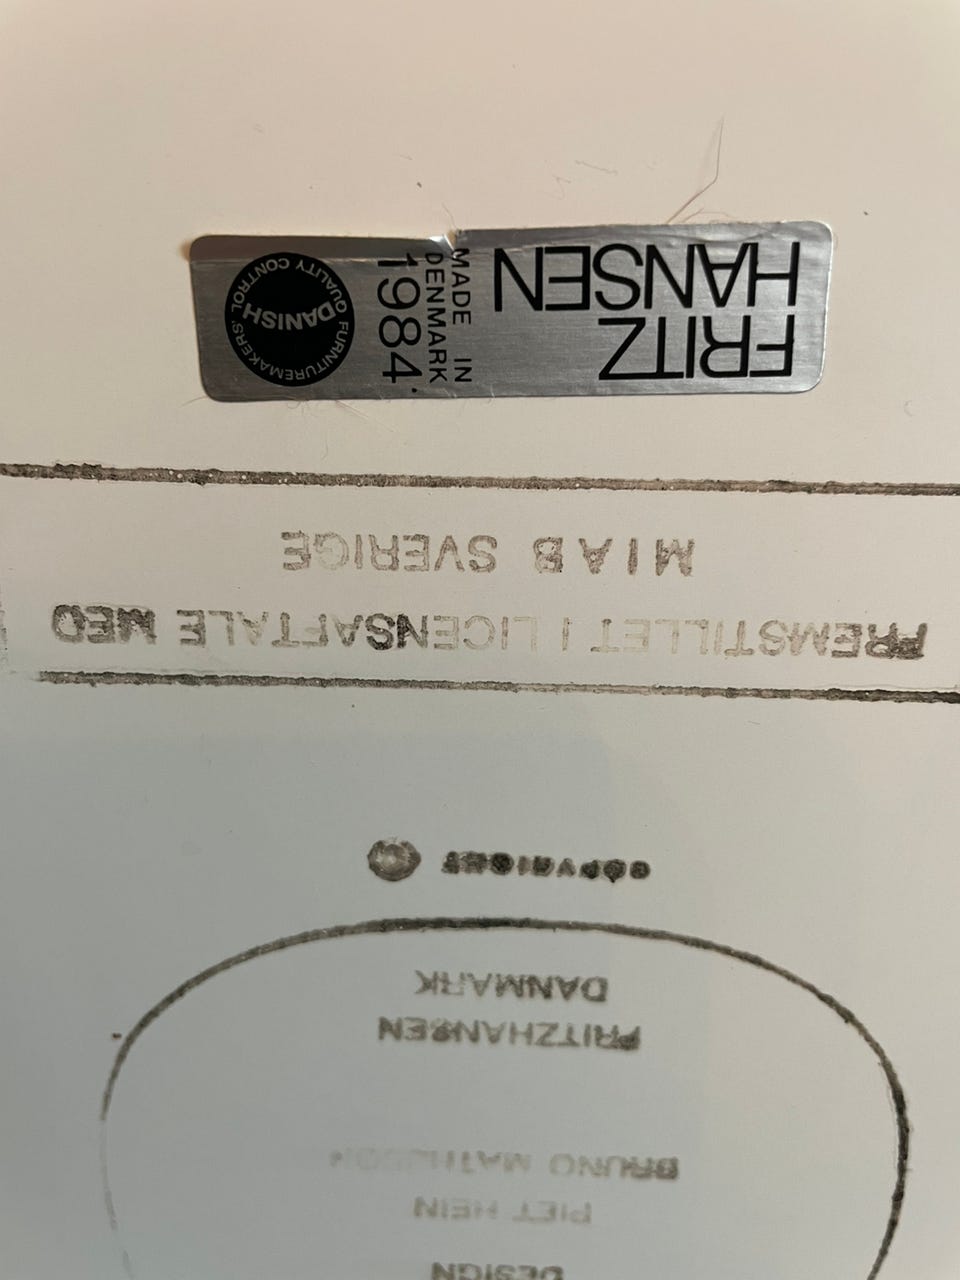 DESIGN
PIET HEIN
BRUNO MATHSSON
FRITZHANSEN
DANMARK
COPYRIGHT
FREMSTILLET I LICENSAFTALE MED
MIAB SVERIGE
FRITZ
HANSEN
MADE IN
DENMARK
1984
DANISH
FURNITUREMAKERS'
QUALITY CONTROL